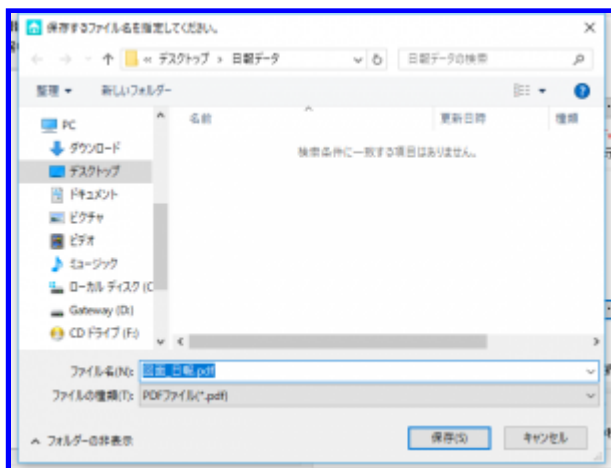 保存するファイル名を指定してください。
« デスクトップ › 日報データ
日報データの検索
整理
新しいフォルダー
名前
更新日時
種類
検索条件に一致する項目はありません。
PC
ダウンロード
デスクトップ
ドキュメント
ピクチャ
ビデオ
ミュージック
ローカル ディスク (C
Gateway (D:)
CD ドライブ (F:)
ファイル名(N):
日報.pdf
ファイルの種類(T):
PDFファイル(*.pdf)
フォルダーの非表示
保存(S)
キャンセル